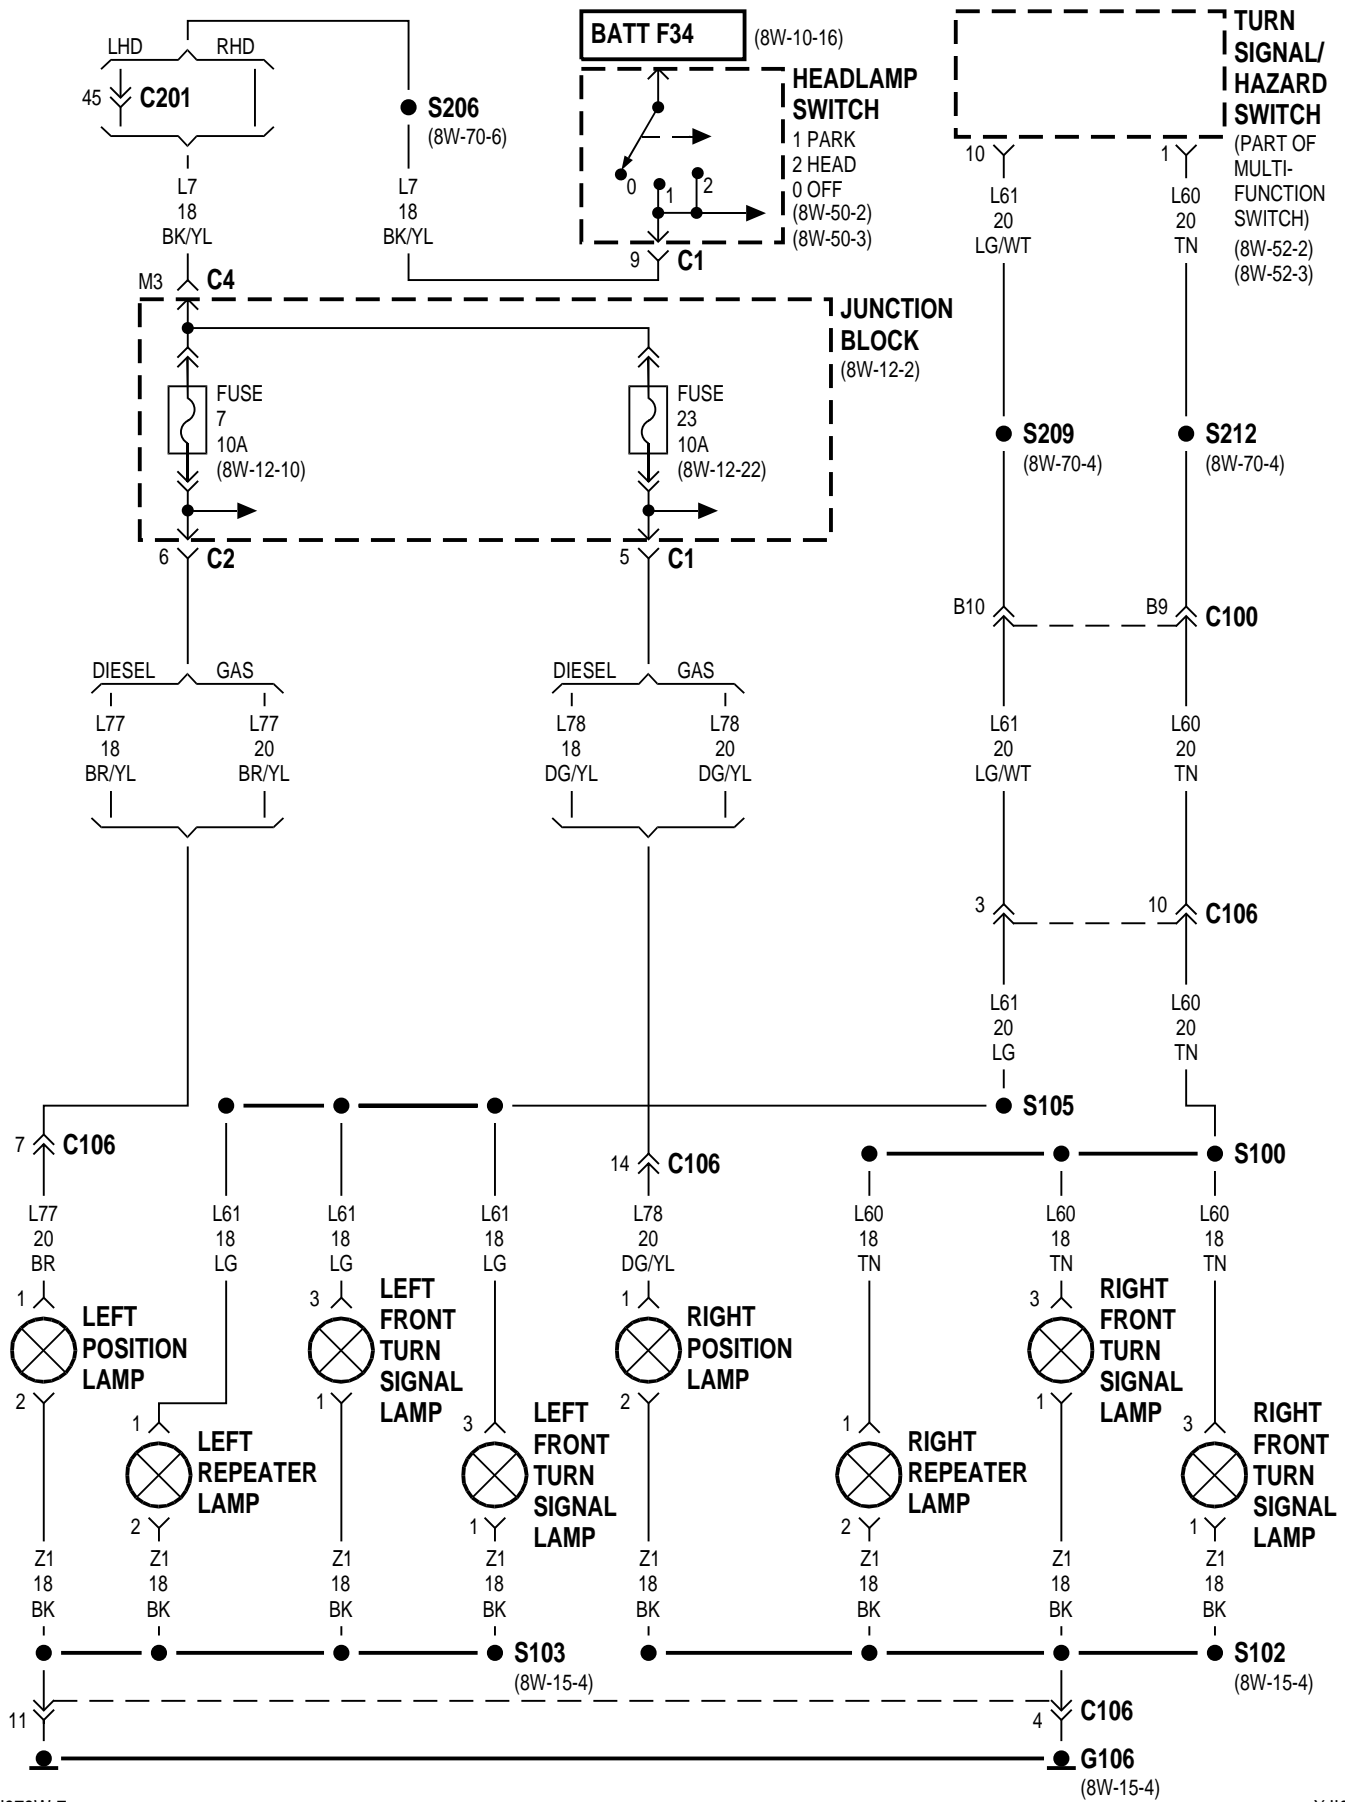 LHD
RHD
45
C201
S206
(8W-70-6)
L7
18
BK/YL
L7
18
BK/YL
M3
C4
BATT F34
(8W-10-16)
HEADLAMP
SWITCH
1 PARK
2 HEAD
0 OFF
(8W-50-2)
(8W-50-3)
0
1
2
9
C1
TURN
SIGNAL/
HAZARD
SWITCH
(PART OF
MULTI-
FUNCTION
SWITCH)
(8W-52-2)
(8W-52-3)
10
1
L61
20
LG/WT
L60
20
TN
JUNCTION
BLOCK
(8W-12-2)
FUSE
7
10A
(8W-12-10)
FUSE
23
10A
(8W-12-22)
6
C2
5
C1
S209
(8W-70-4)
S212
(8W-70-4)
B10
B9
C100
DIESEL
GAS
L77
18
BR/YL
L77
20
BR/YL
DIESEL
GAS
L78
18
DG/YL
L78
20
DG/YL
L61
20
LG/WT
L60
20
TN
3
10
C106
L61
20
LG
L60
20
TN
S105
S100
7
C106
14
C106
L77
20
BR
L61
18
LG
L61
18
LG
L61
18
LG
L78
20
DG/YL
L60
18
TN
L60
18
TN
L60
18
TN
1
LEFT
POSITION
LAMP
2
1
LEFT
REPEATER
LAMP
2
3
LEFT
FRONT
TURN
SIGNAL
LAMP
1
3
LEFT
FRONT
TURN
SIGNAL
LAMP
1
1
RIGHT
POSITION
LAMP
2
1
RIGHT
REPEATER
LAMP
2
3
RIGHT
FRONT
TURN
SIGNAL
LAMP
1
3
RIGHT
FRONT
TURN
SIGNAL
LAMP
1
Z1
18
BK
Z1
18
BK
Z1
18
BK
Z1
18
BK
Z1
18
BK
Z1
18
BK
Z1
18
BK
Z1
18
BK
S103
(8W-15-4)
S102
(8W-15-4)
11
4
C106
G106
(8W-15-4)